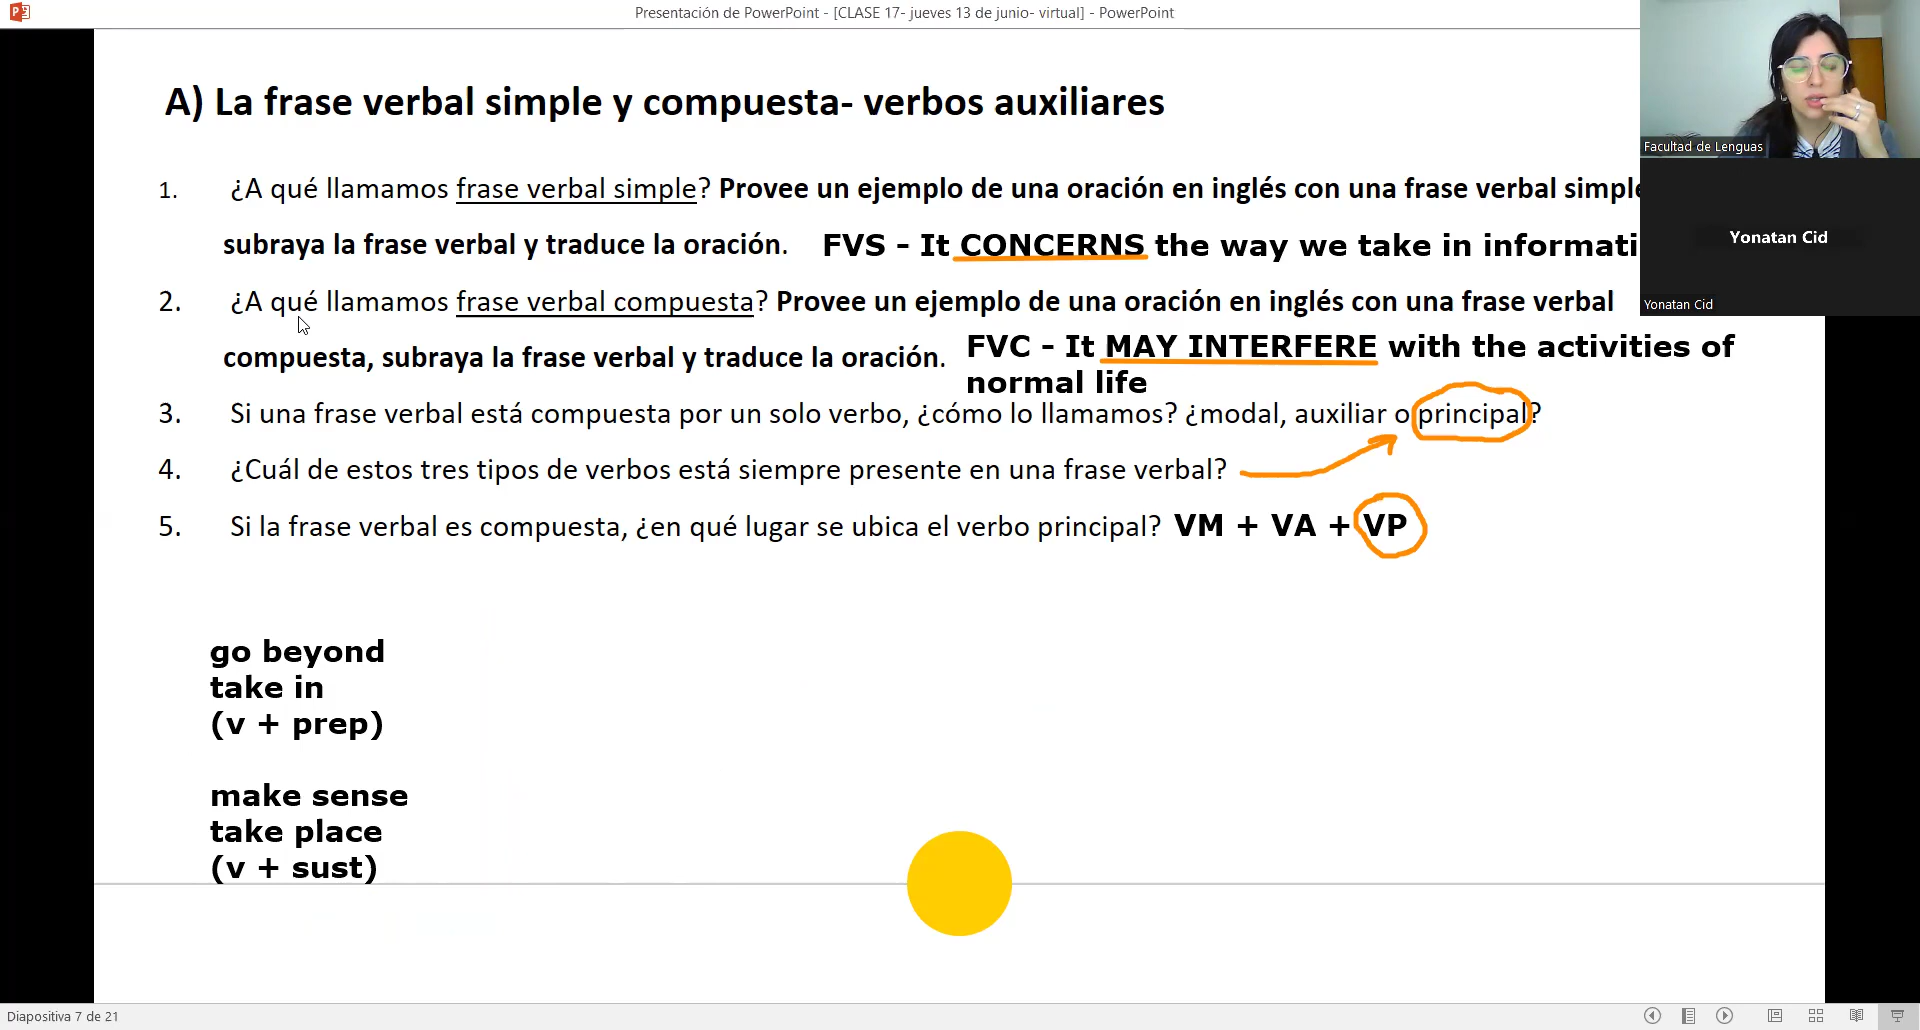 Presentación de PowerPoint - [CLASE 17- jueves 13 de junio- virtual] - PowerPoint
Facultad de Lenguas
Yonatan Cid
Yonatan Cid
A) La frase verbal simple y compuesta- verbos auxiliares
1. ¿A qué llamamos frase verbal simple? Provee un ejemplo de una oración en inglés con una frase verbal simple
subraya la frase verbal y traduce la oración. FVS - It CONCERNS the way we take in informati
2. ¿A qué llamamos frase verbal compuesta? Provee un ejemplo de una oración en inglés con una frase verbal
compuesta, subraya la frase verbal y traduce la oración. FVC - It MAY INTERFERE with the activities of
normal life
3. Si una frase verbal está compuesta por un solo verbo, ¿cómo lo llamamos? ¿modal, auxiliar o principal?
4. ¿Cuál de estos tres tipos de verbos está siempre presente en una frase verbal?
5. Si la frase verbal es compuesta, ¿en qué lugar se ubica el verbo principal? VM + VA + VP
go beyond
take in
(v + prep)
make sense
take place
(v + sust)
Diapositiva 7 de 21